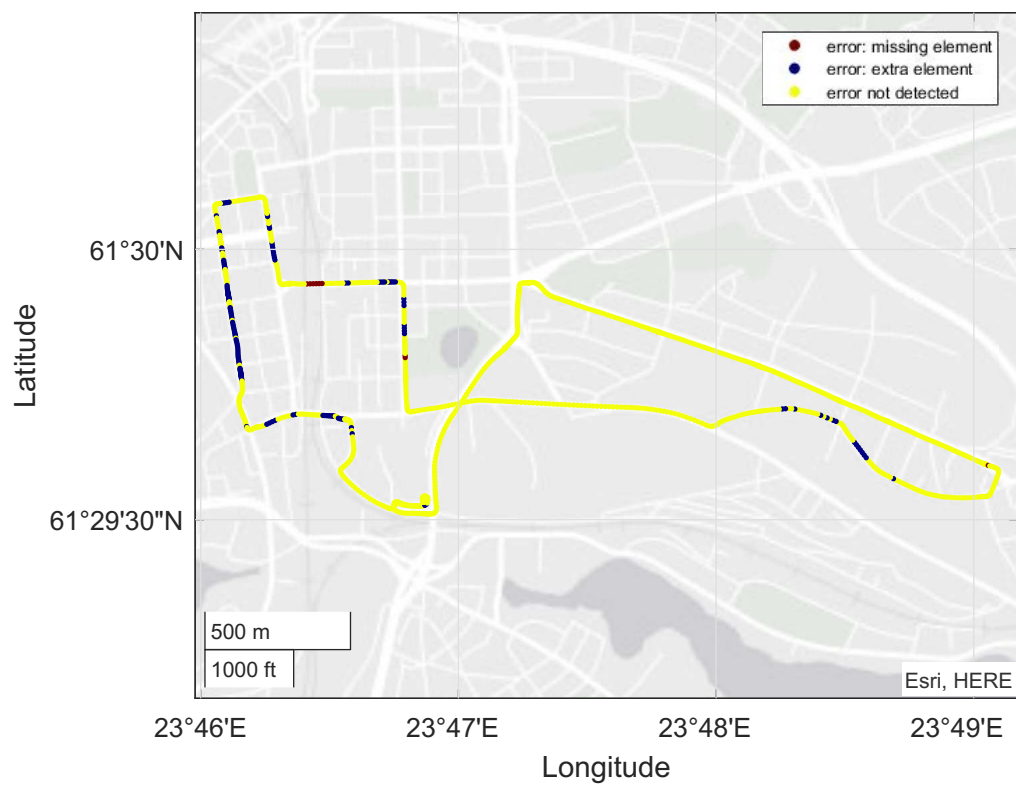 error: missing element
error: extra element
error not detected
61°30'N
Latitude
61°29'30"N
500 m
1000 ft
Esri, HERE
23°46'E
23°47'E
23°48'E
23°49'E
Longitude